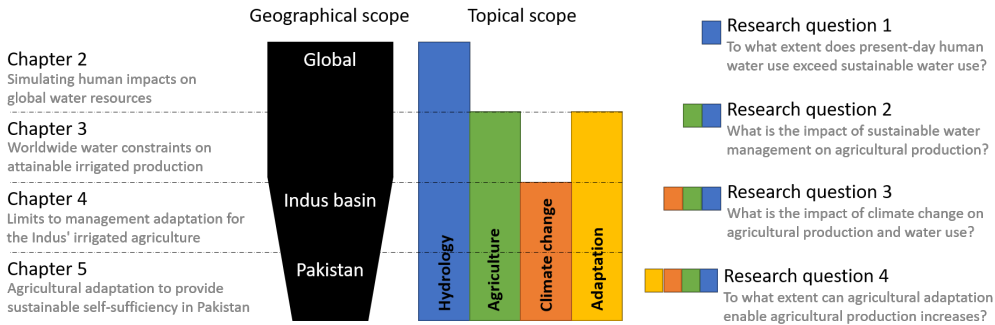 Geographical scope
Topical scope
Chapter 2
Simulating human impacts on
global water resources
Chapter 3
Worldwide water constraints on
attainable irrigated production
Chapter 4
Limits to management adaptation for
the Indus' irrigated agriculture
Chapter 5
Agricultural adaptation to provide
sustainable self-sufficiency in Pakistan
Global
Indus basin
Pakistan
Hydrology
Agriculture
Climate change
Adaptation
Research question 1
To what extent does present-day human
water use exceed sustainable water use?
Research question 2
What is the impact of sustainable water
management on agricultural production?
Research question 3
What is the impact of climate change on
agricultural production and water use?
Research question 4
To what extent can agricultural adaptation
enable agricultural production increases?